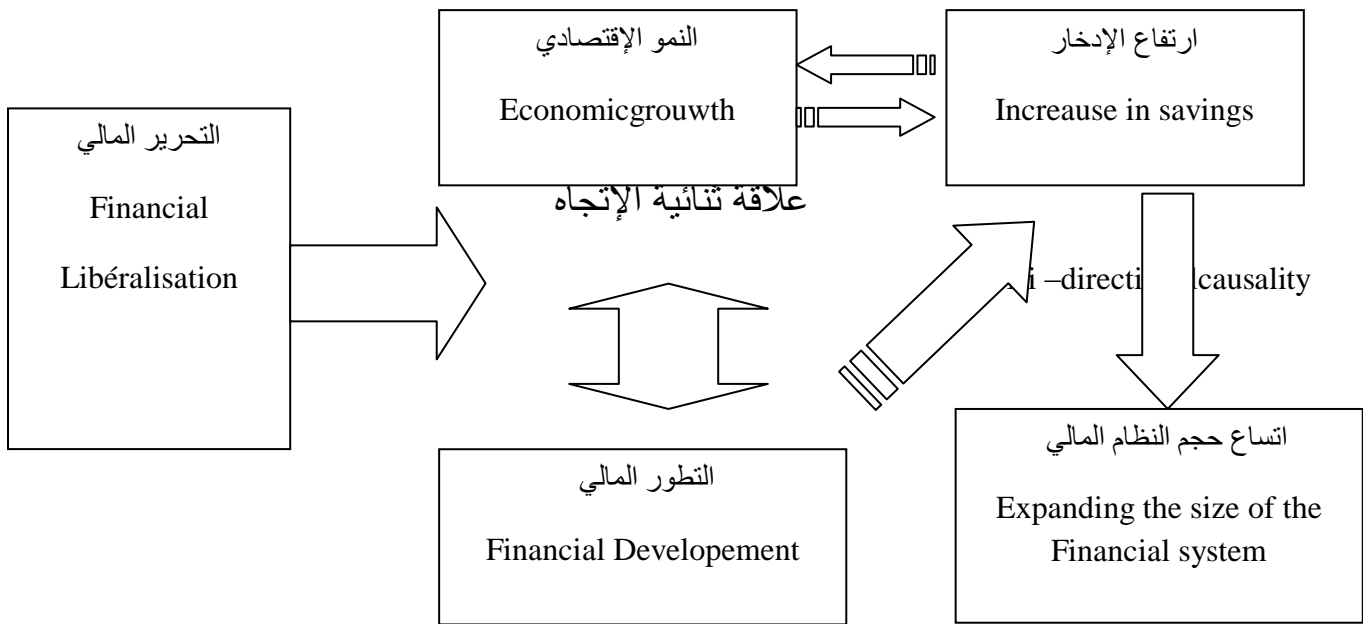 التحرير المالي
Financial
Libéralisation
النمو الإقتصادي
Economicgrouwth
ارتفاع الإدخار
Increause in savings
علاقة ثنائية الإتجاه
–directi
causality
التطور المالي
Financial Developement
اتساع حجم النظام المالي
Expanding the size of the
Financial system